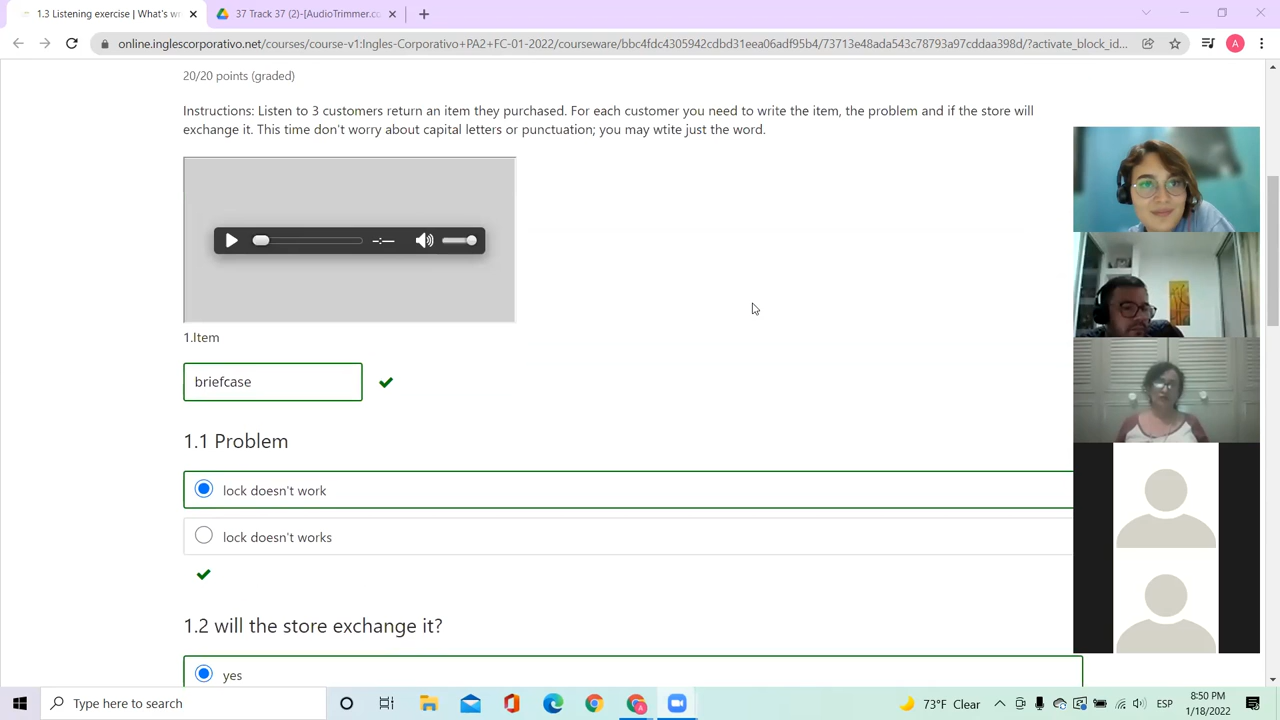 1.3 Listening exercise | What's w
37 Track 37 (2)-[AudioTrimmer.co
online.inglescorporativo.net/courses/course-v1:Ingles-Corporativo+PA2+FC-01-2022/courseware/bbc4fdc4305942cdbd31eea06adf95b4/73713e48ada543c78793a97cddaa398d/?activate_block_id...
A
20/20 points (graded)
Instructions: Listen to 3 customers return an item they purchased. For each customer you need to write the item, the problem and if the store will
exchange it. This time don't worry about capital letters or punctuation; you may wtite just the word.
--:--
1.Item
briefcase
1.1 Problem
lock doesn't work
lock doesn't works
1.2 will the store exchange it?
yes
Type here to search
73°F Clear
ESP
8:50 PM
1/18/2022